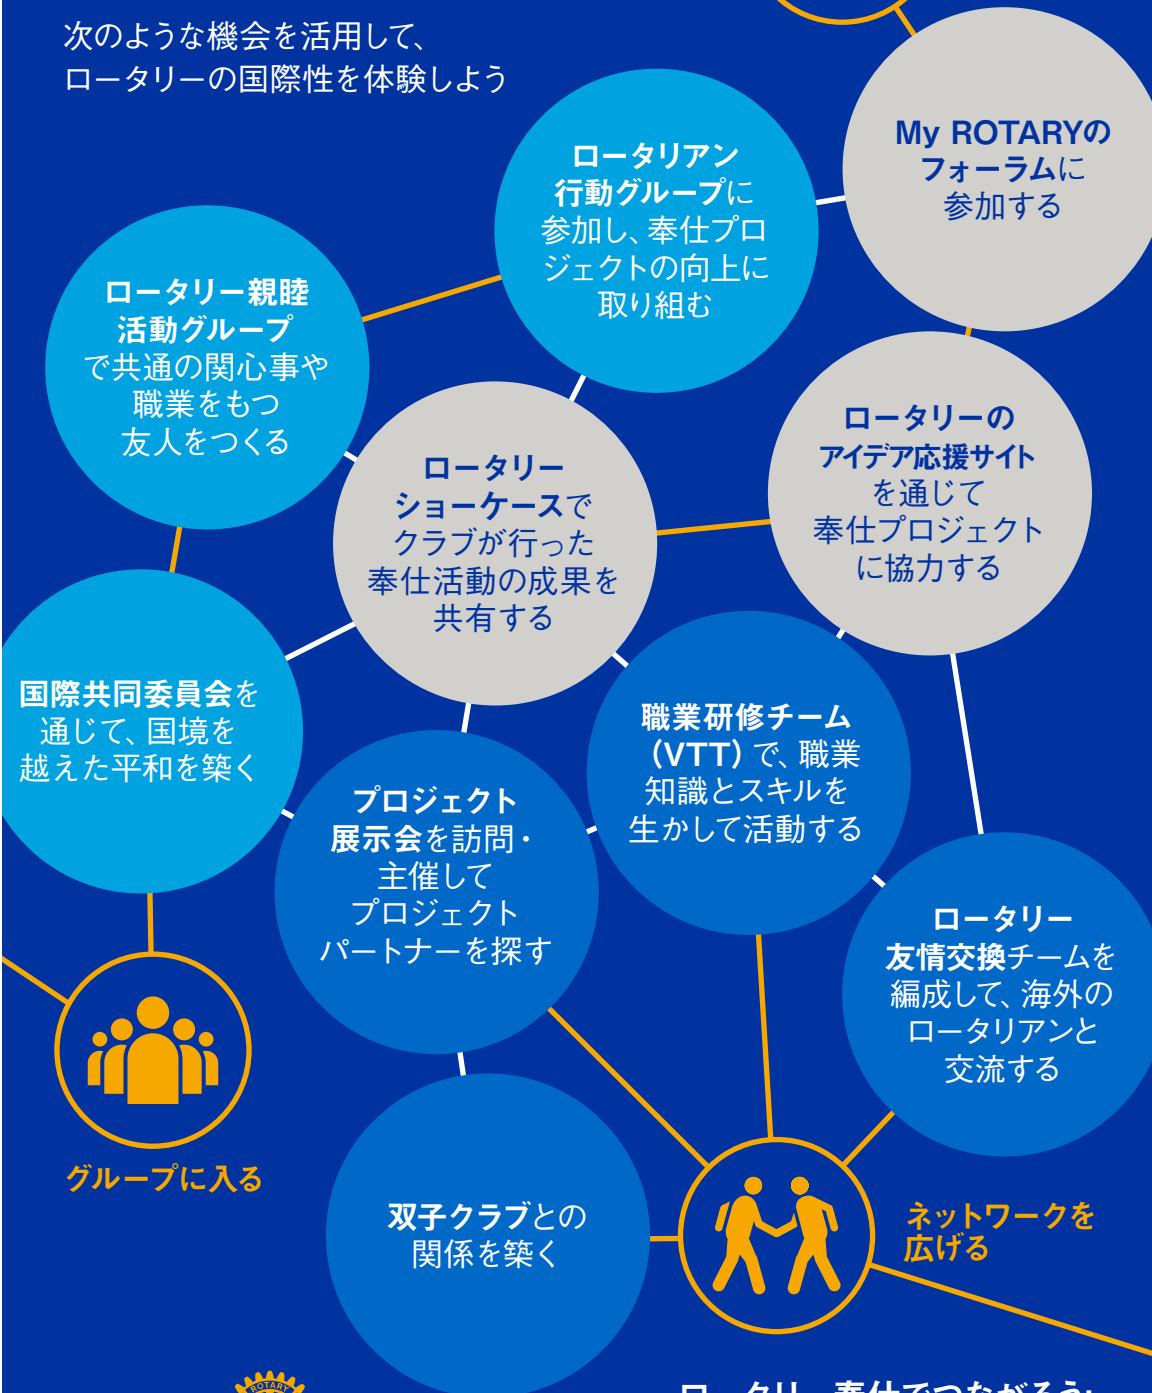 次のような機会を活用して、
ロータリーの国際性を体験しよう
My ROTARYの
フォーラムに
参加する
ロータリアン
行動グループに
参加し、奉仕プロ
ジェクトの向上に
取り組む
ロータリー親睦
活動グループ
で共通の関心事や
職業をもつ
友人をつくる
ロータリーの
アイデア応援サイト
を通じて
奉仕プロジェクト
に協力する
ロータリー
ショーケースで
クラブが行った
奉仕活動の成果を
共有する
国際共同委員会を
通じて、国境を
越えた平和を築く
職業研修チーム
（VTT）で、職業
知識とスキルを
生かして活動する
プロジェクト
展示会を訪問・
主催して
プロジェクト
パートナーを探す
ロータリー
友情交換チームを
編成して、海外の
ロータリアンと
交流する
グループに入る
双子クラブとの
関係を築く
ネットワークを
広げる
ROTARY